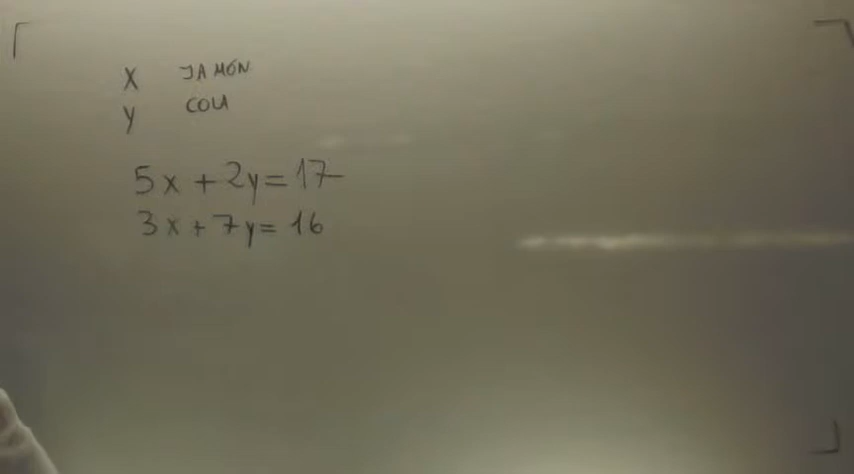 x JAMÓN
y COLA
5x + 2y = 17
3x + 7y = 16